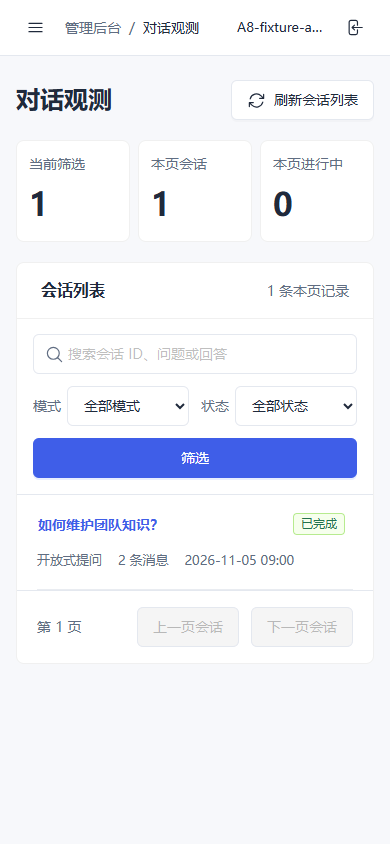 管理后台 / 对话观测 A8-fixture-a...
对话观测 刷新会话列表
当前筛选 本页会话 本页进行中
1 1 0
会话列表 1 条本页记录
搜索会话 ID、问题或回答
模式 全部模式 状态 全部状态
筛选
如何维护团队知识? 已完成
开放式提问 2 条消息 2026-11-05 09:00
第 1 页 上一页会话 下一页会话